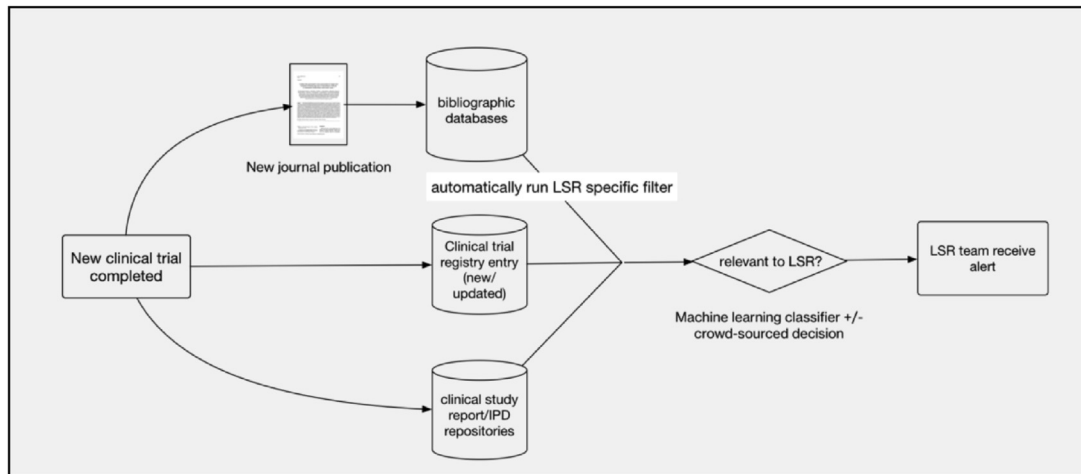 bibliographic
databases
New journal publication
automatically run LSR specific filter
New clinical trial
completed
Clinical trial
registry entry
(new/
updated)
relevant to LSR?
LSR team receive
alert
Machine learning classifier +/-
crowd-sourced decision
clinical study
report/IPD
repositories